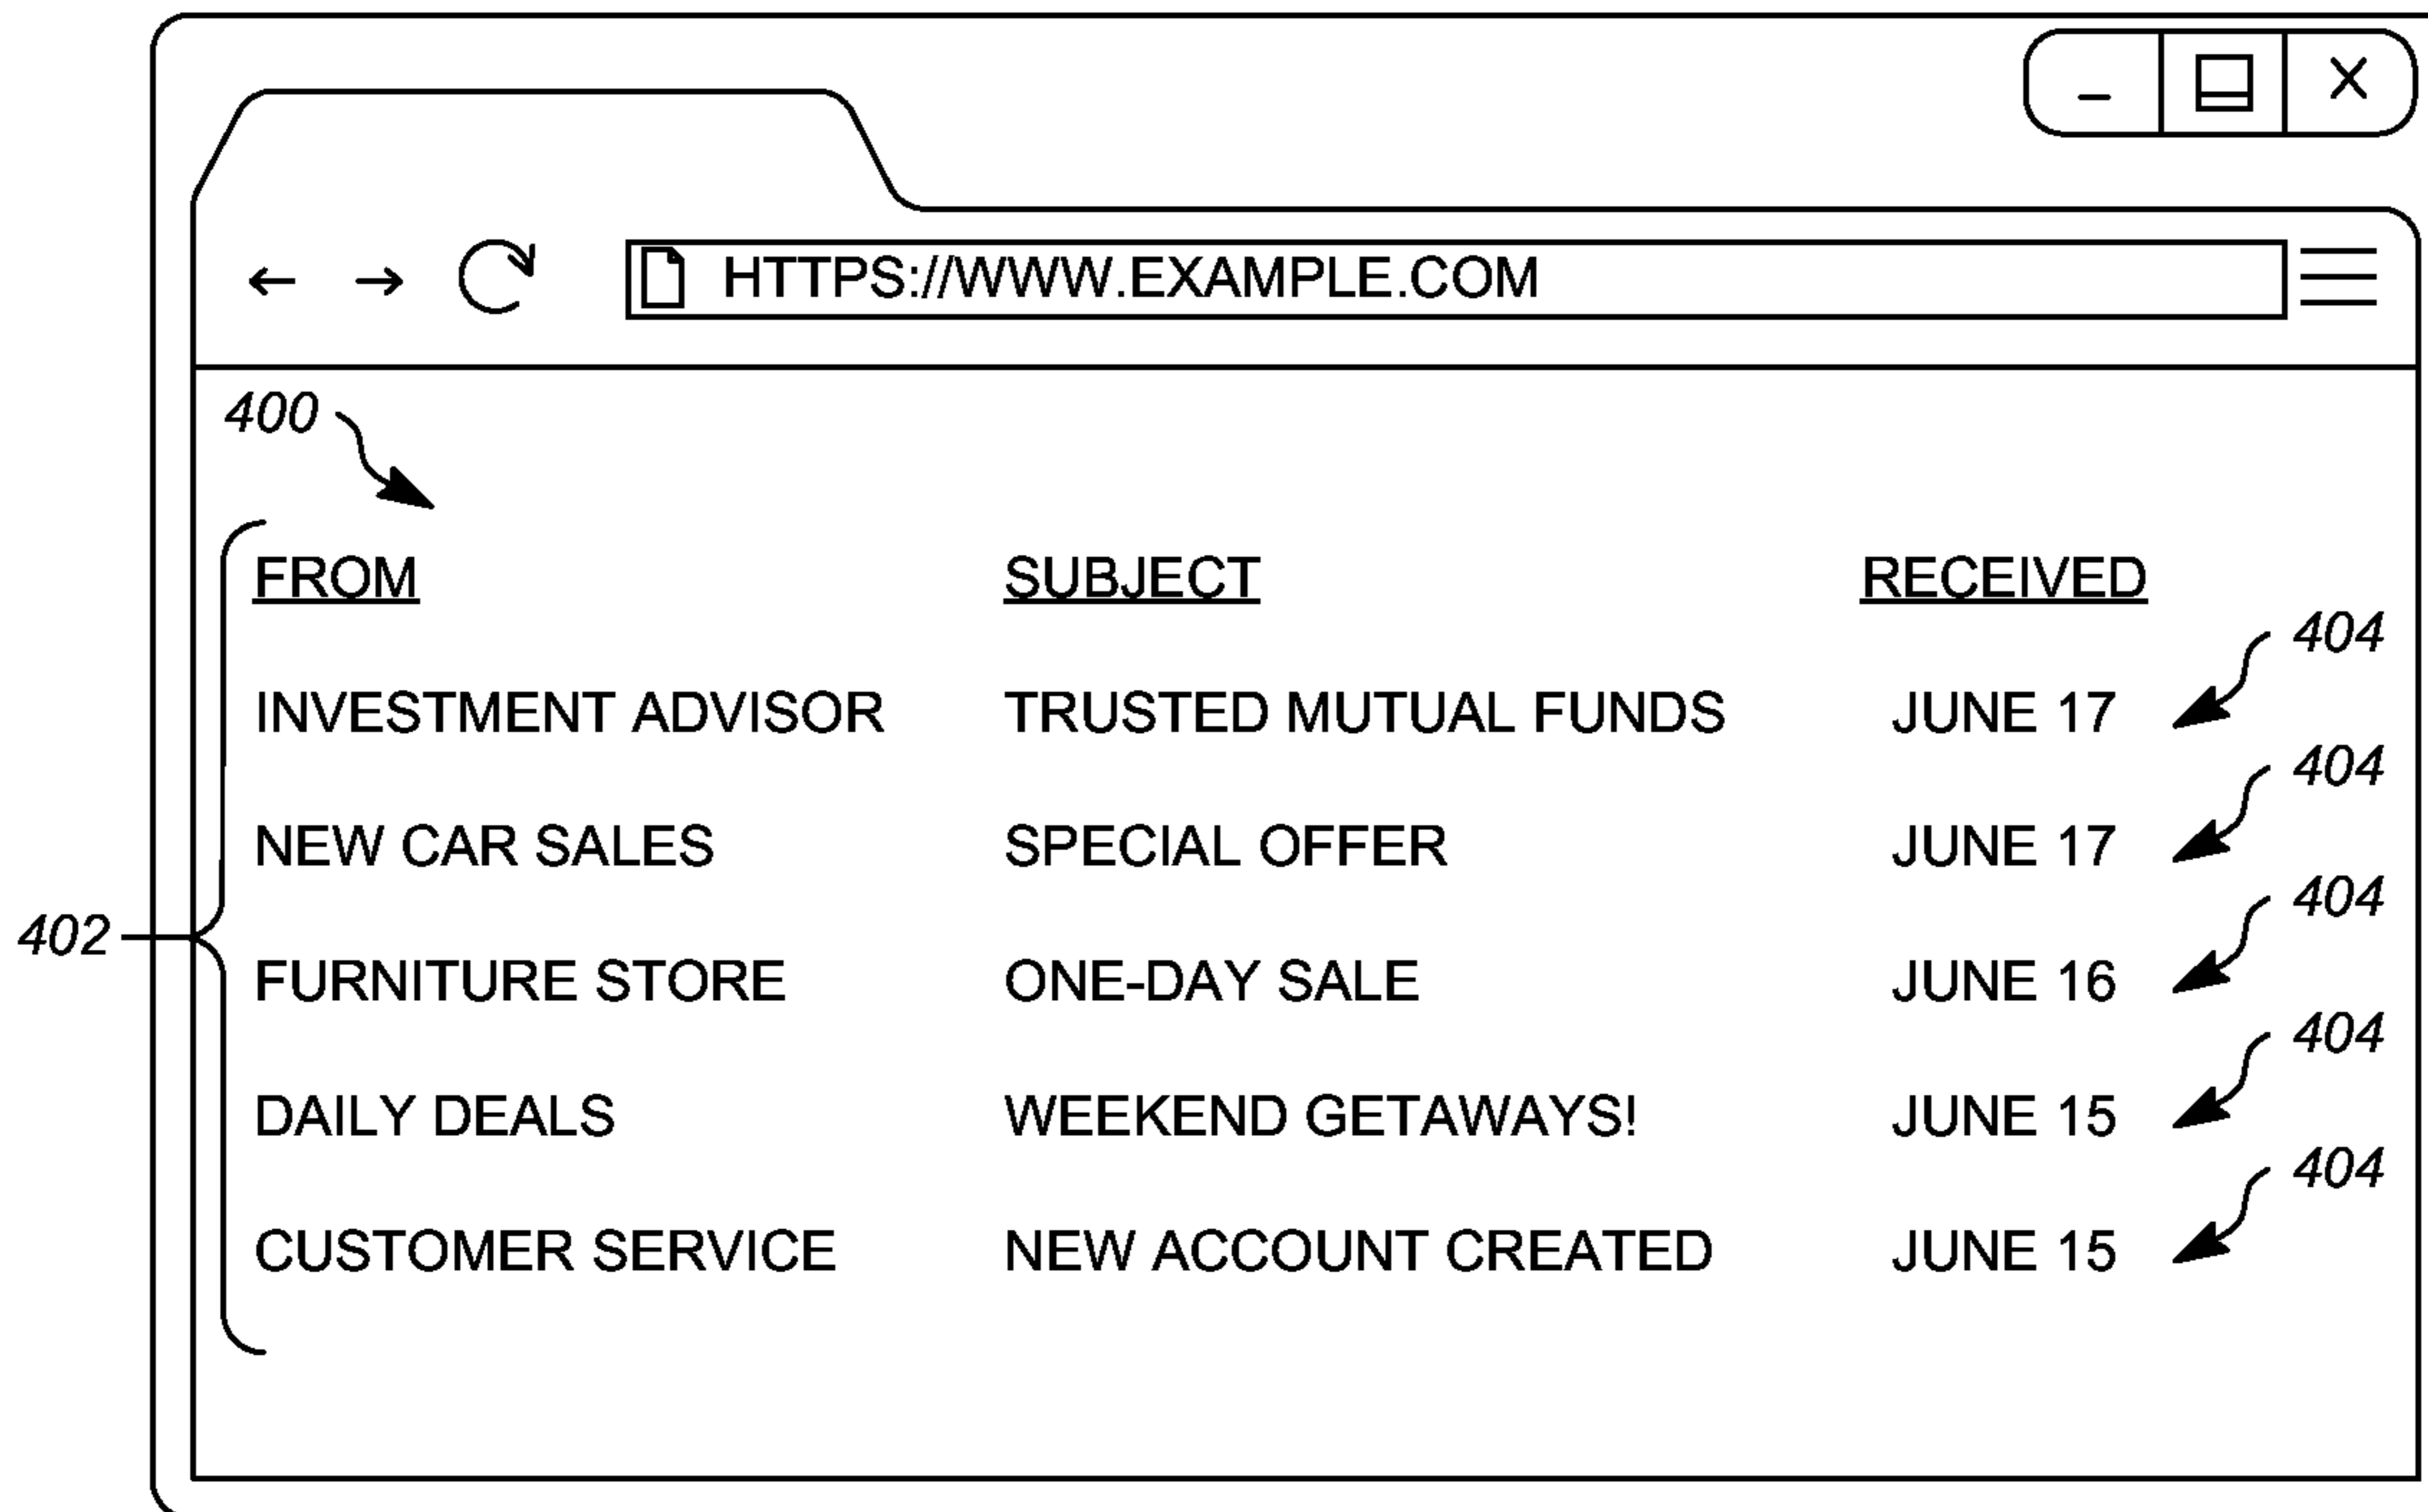 HTTPS://WWW.EXAMPLE.COM
400
FROM SUBJECT RECEIVED
404
INVESTMENT ADVISOR TRUSTED MUTUAL FUNDS JUNE 17
404
NEW CAR SALES SPECIAL OFFER JUNE 17
404
402
FURNITURE STORE ONE-DAY SALE JUNE 16
404
DAILY DEALS WEEKEND GETAWAYS! JUNE 15
404
CUSTOMER SERVICE NEW ACCOUNT CREATED JUNE 15